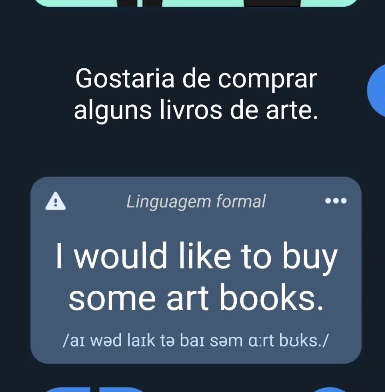 Gostaria de comprar
alguns livros de arte.
Linguagem formal
I would like to buy
some art books.
/aɪ wəd laɪk tə baɪ səm ɑːrt bʊks./